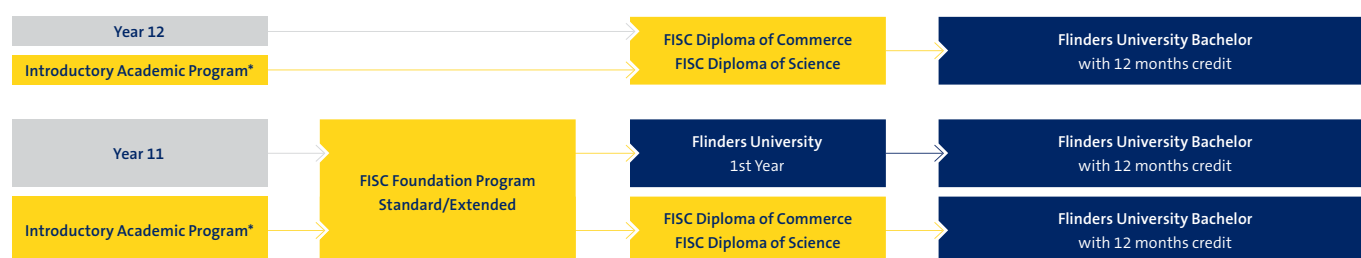 Year 12
Introductory Academic Program*
FISC Diploma of Commerce
FISC Diploma of Science
Flinders University Bachelor
with 12 months credit
Year 11
Introductory Academic Program*
FISC Foundation Program
Standard/Extended
Flinders University
1st Year
Flinders University Bachelor
with 12 months credit
FISC Diploma of Commerce
FISC Diploma of Science
Flinders University Bachelor
with 12 months credit